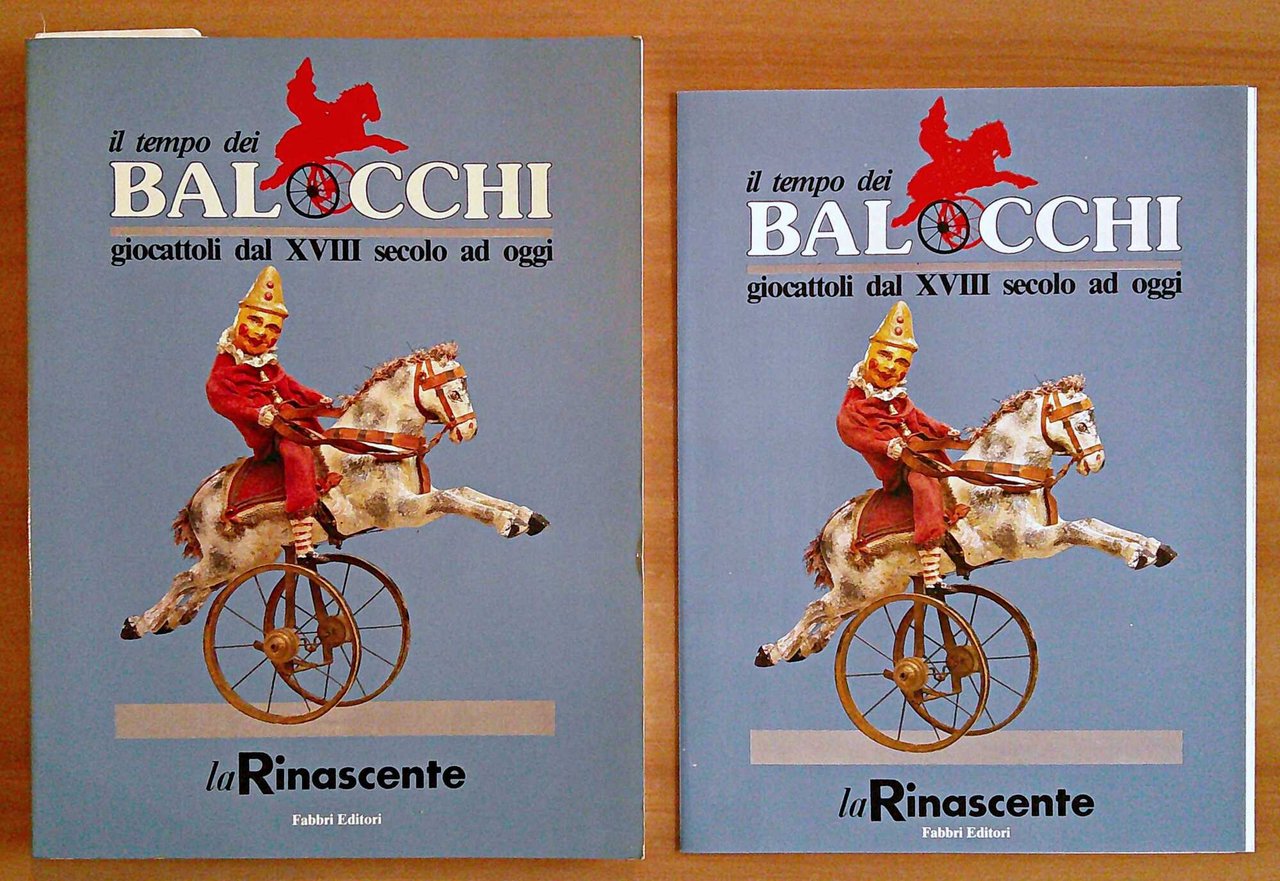 il tempo dei
BALOCCHI
giocattoli dal XVIII secolo ad oggi
laRinascente
Fabbri Editori
il tempo dei
BALOCCHI
giocattoli dal XVIII secolo ad oggi
laRinascente
Fabbri Editori